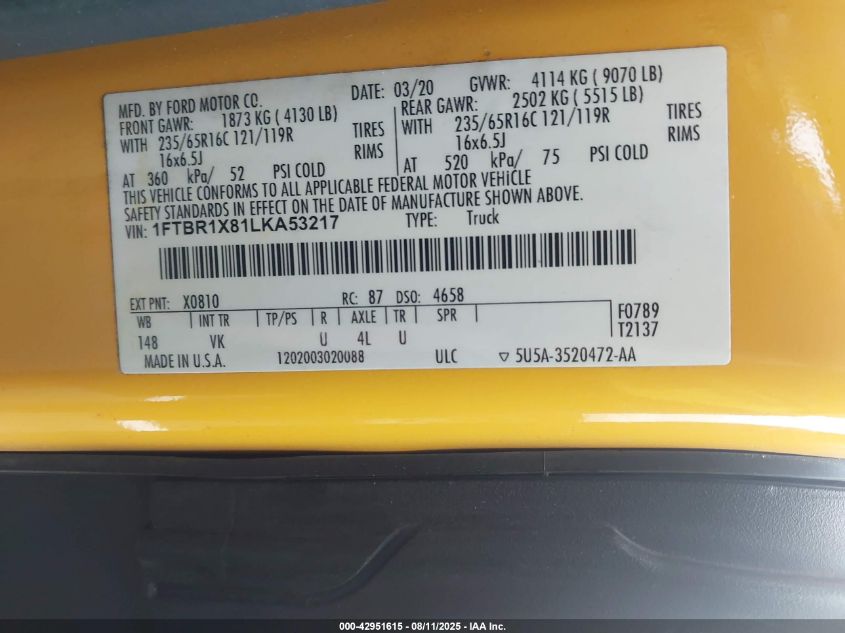 MFD. BY FORD MOTOR CO. DATE: 03/20 GVWR: 4114 KG ( 9070 LB)
FRONT GAWR: 1873 KG ( 4130 LB) REAR GAWR: 2502 KG ( 5515 LB)
WITH 235/65R16C 121/119R TIRES WITH 235/65R16C 121/119R TIRES
16x6.5J RIMS 16x6.5J RIMS
AT 360 kPa/ 52 PSI COLD AT 520 kPa/ 75 PSI COLD
THIS VEHICLE CONFORMS TO ALL APPLICABLE FEDERAL MOTOR VEHICLE
SAFETY STANDARDS IN EFFECT ON THE DATE OF MANUFACTURE SHOWN ABOVE.
VIN: 1FTBR1X81LKA53217 TYPE: Truck
EXT PNT: X0810 RC: 87 DSO: 4658
WB INT TR TP/PS R AXLE TR SPR F0789
T2137
148 VK U 4L U
MADE IN U.S.A. 1202003020088 ULC ▽ 5U5A-3520472-AA
000-42951615 - 08/11/2025 - IAA Inc.